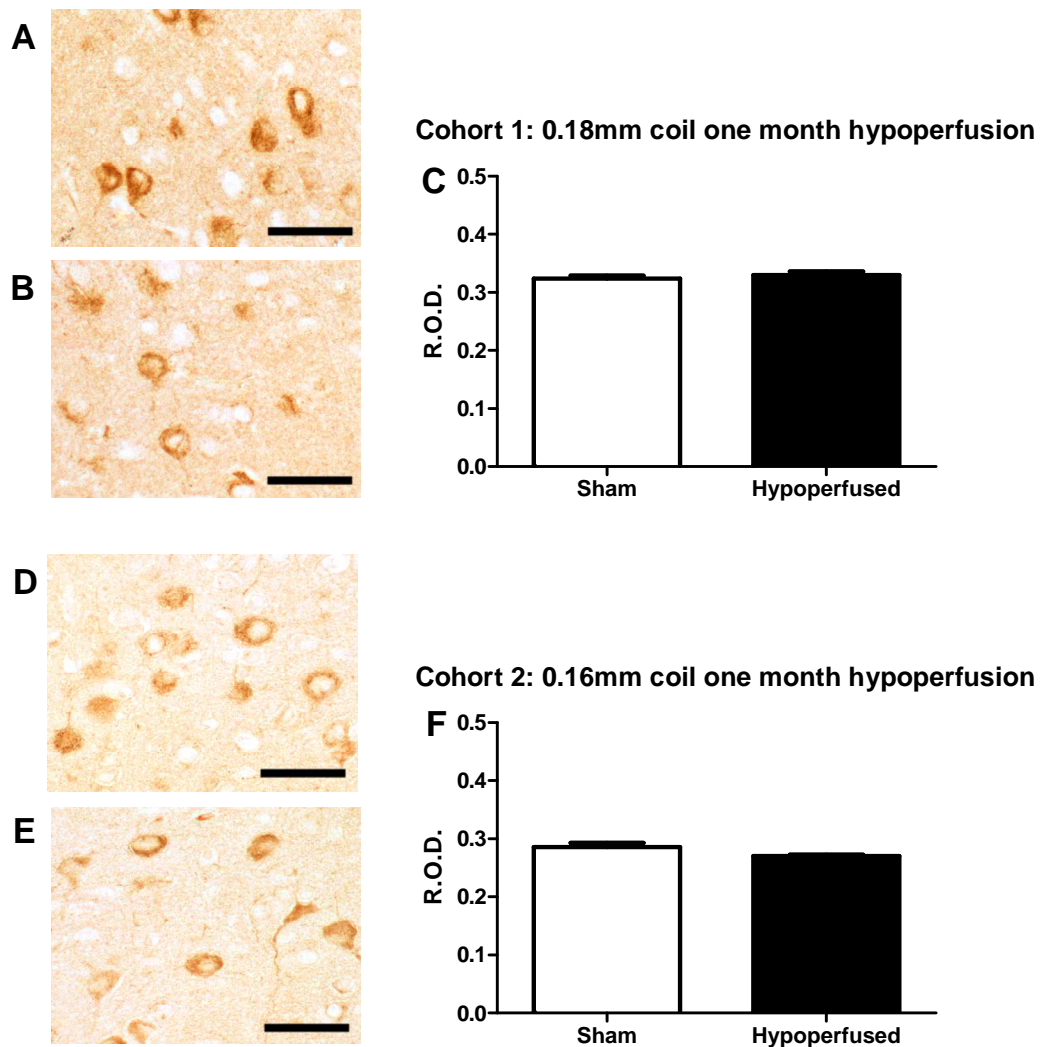 A
B
Cohort 1: 0.18mm coil one month hypoperfusion
C
0.5
0.4
0.3
0.2
0.1
0.0
R.O.D.
Sham Hypoperfused
D
E
Cohort 2: 0.16mm coil one month hypoperfusion
F
0.5
0.4
0.3
0.2
0.1
0.0
R.O.D.
Sham Hypoperfused